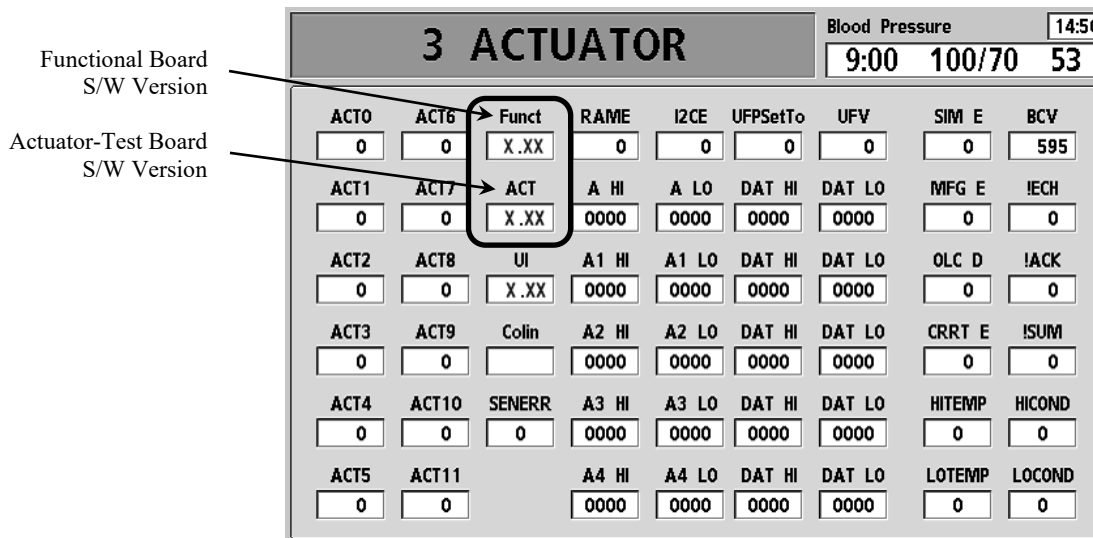 Functional Board
S/W Version
Actuator-Test Board
S/W Version
3 ACTUATOR
Blood Pressure 14:50
9:00 100/70 53
ACT0 ACT6 Funct RAME I2CE UFPSetTo UFV SIM E BCV
0 0 X.XX 0 0 0 0 0 595
ACT1 ACT7 ACT A HI A LO DAT HI DAT LO MFG E !ECH
0 0 X.XX 0000 0000 0000 0000 0 0
ACT2 ACT8 UI A1 HI A1 LO DAT HI DAT LO OLC D !ACK
0 0 X.XX 0000 0000 0000 0000 0 0
ACT3 ACT9 Colin A2 HI A2 LO DAT HI DAT LO CRRT E !SUM
0 0 0000 0000 0000 0000 0 0
ACT4 ACT10 SENERR A3 HI A3 LO DAT HI DAT LO HITEMP HICOND
0 0 0 0000 0000 0000 0000 0 0
ACT5 ACT11 A4 HI A4 LO DAT HI DAT LO LOTEMP LOCOND
0 0 0000 0000 0000 0000 0 0